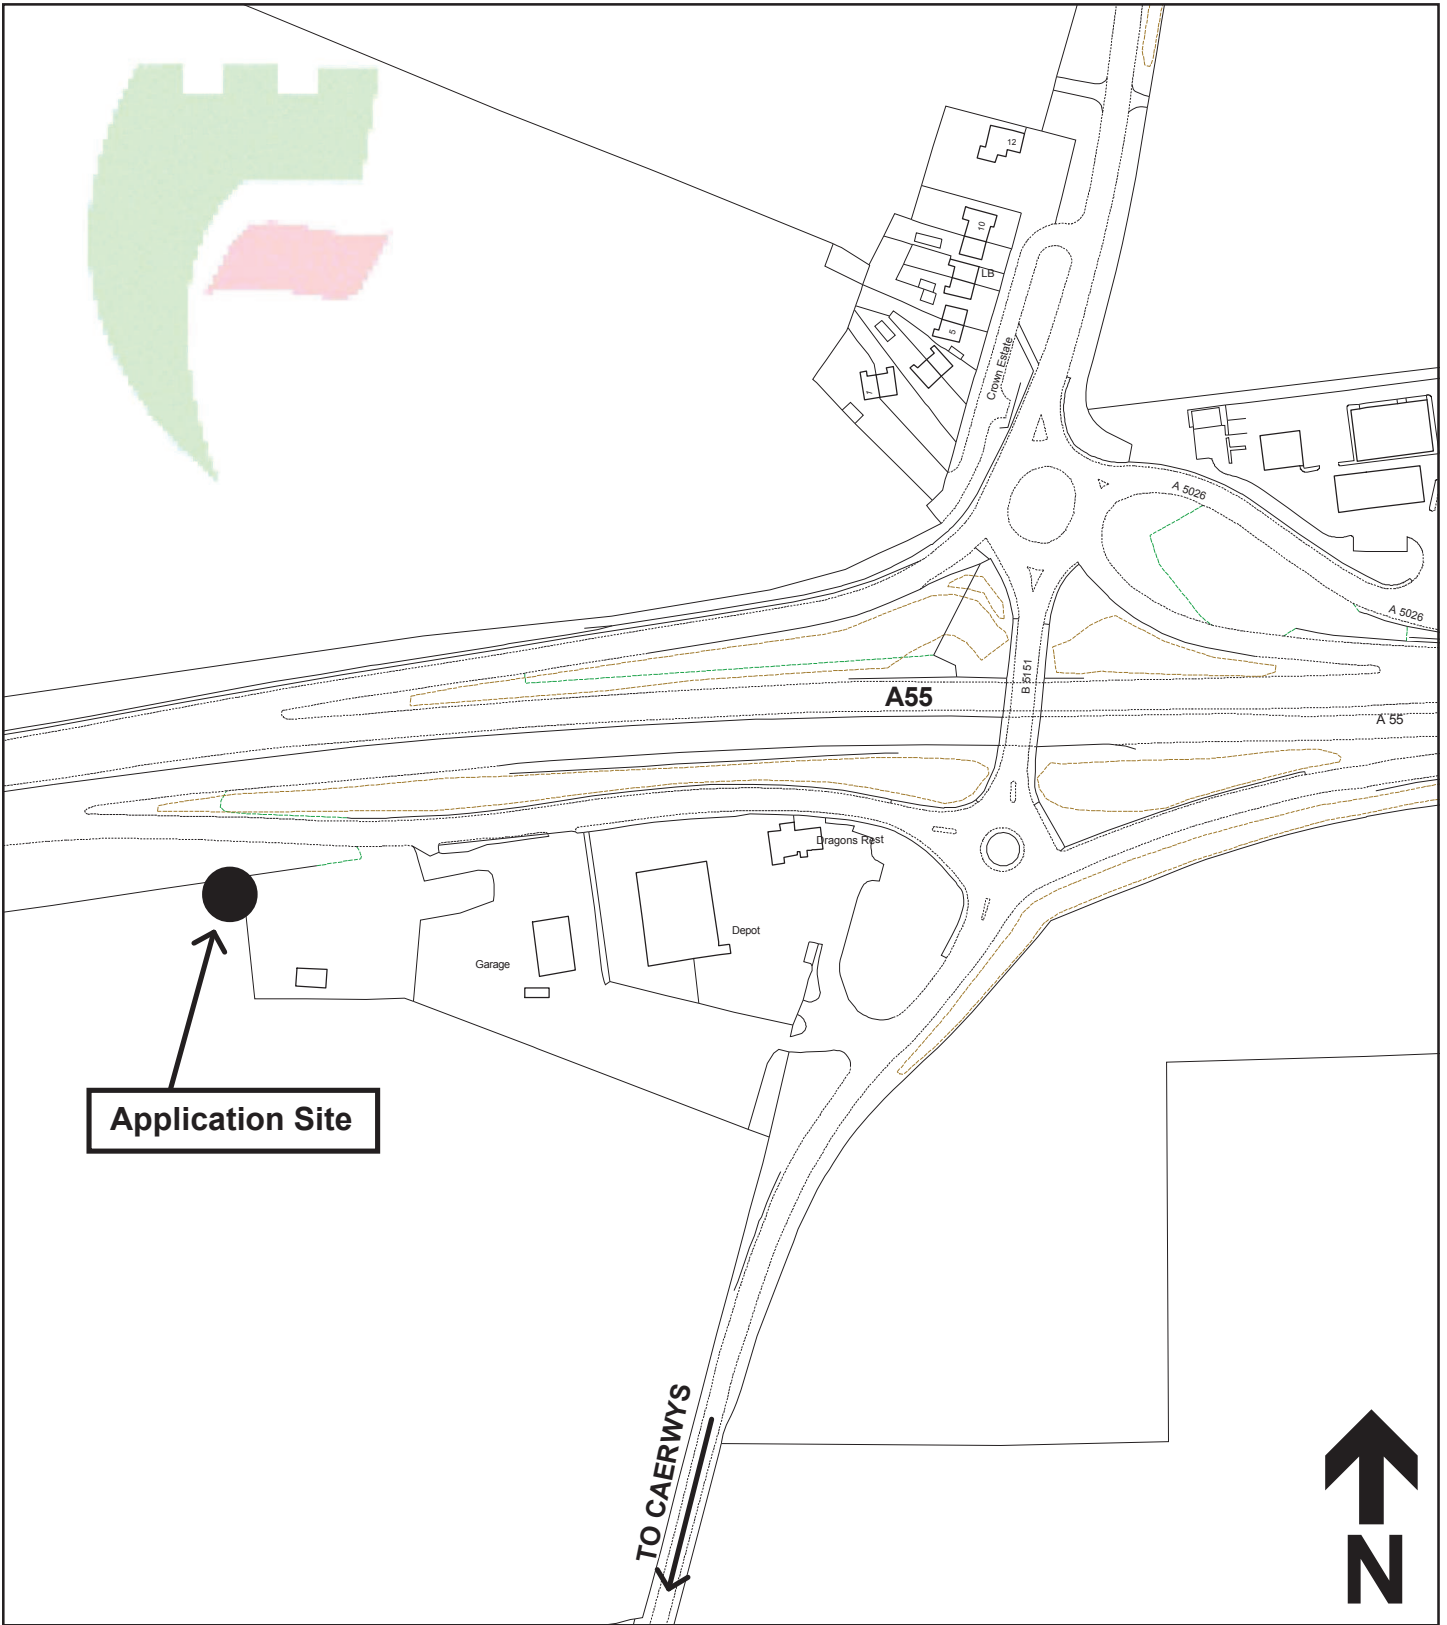 12
10
LB
5
1
Crown Estate
A 5026
A 5026
B 5151
A55
A 55
Dragons Rest
Depot
Garage
Application Site
TO CAERWYS
N